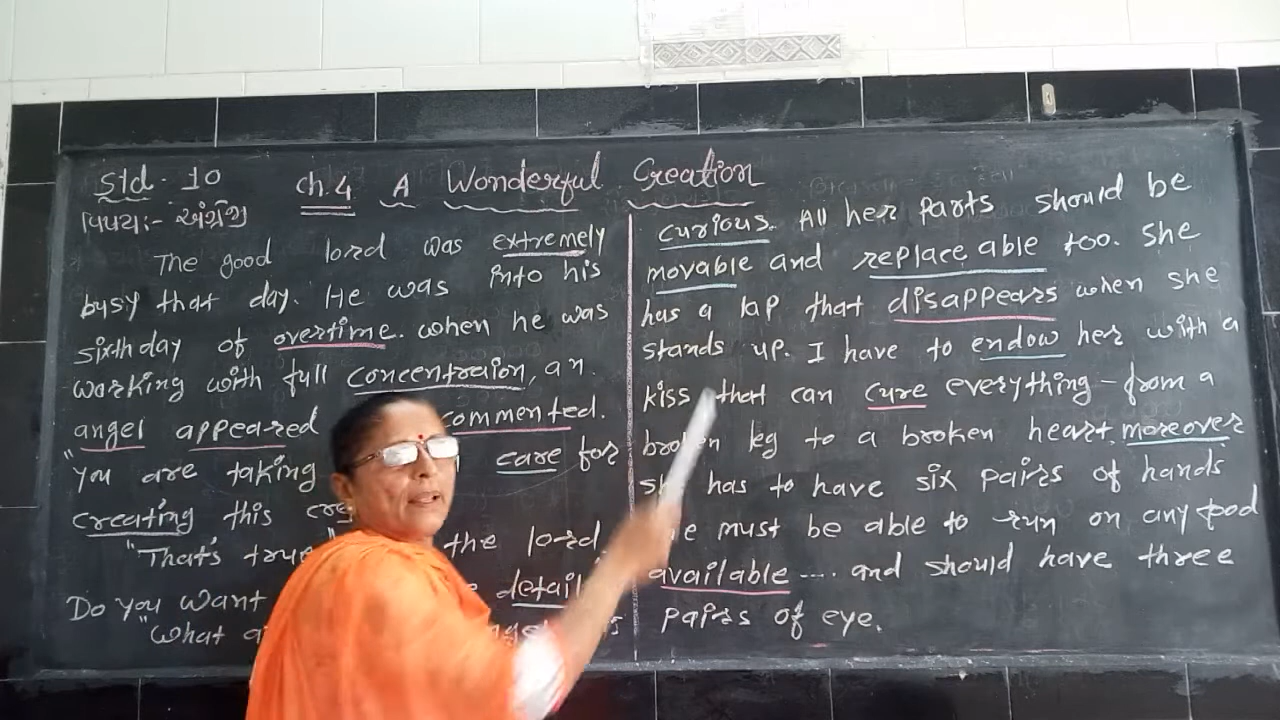 Std. 10
ch.4 A Wonderful Creation
વિષય:- અંગ્રેજી
The good lord was extremely
busy that day. He was into his
sixth day of overtime. when he was
working with full concentraion, an
angel appeared commented.
"you are taking care for
creating this
"That's true" the lord
Do you want detail
"what
curious. All her parts should be
movable and replace able too. she
has a lap that disappears when she
stands up. I have to endow her with a
kiss that can cure everything - from a
broken leg to a broken heart, moreover
has to have six pairs of hands
must be able to run on any food
available .... and should have three
pairs of eye.